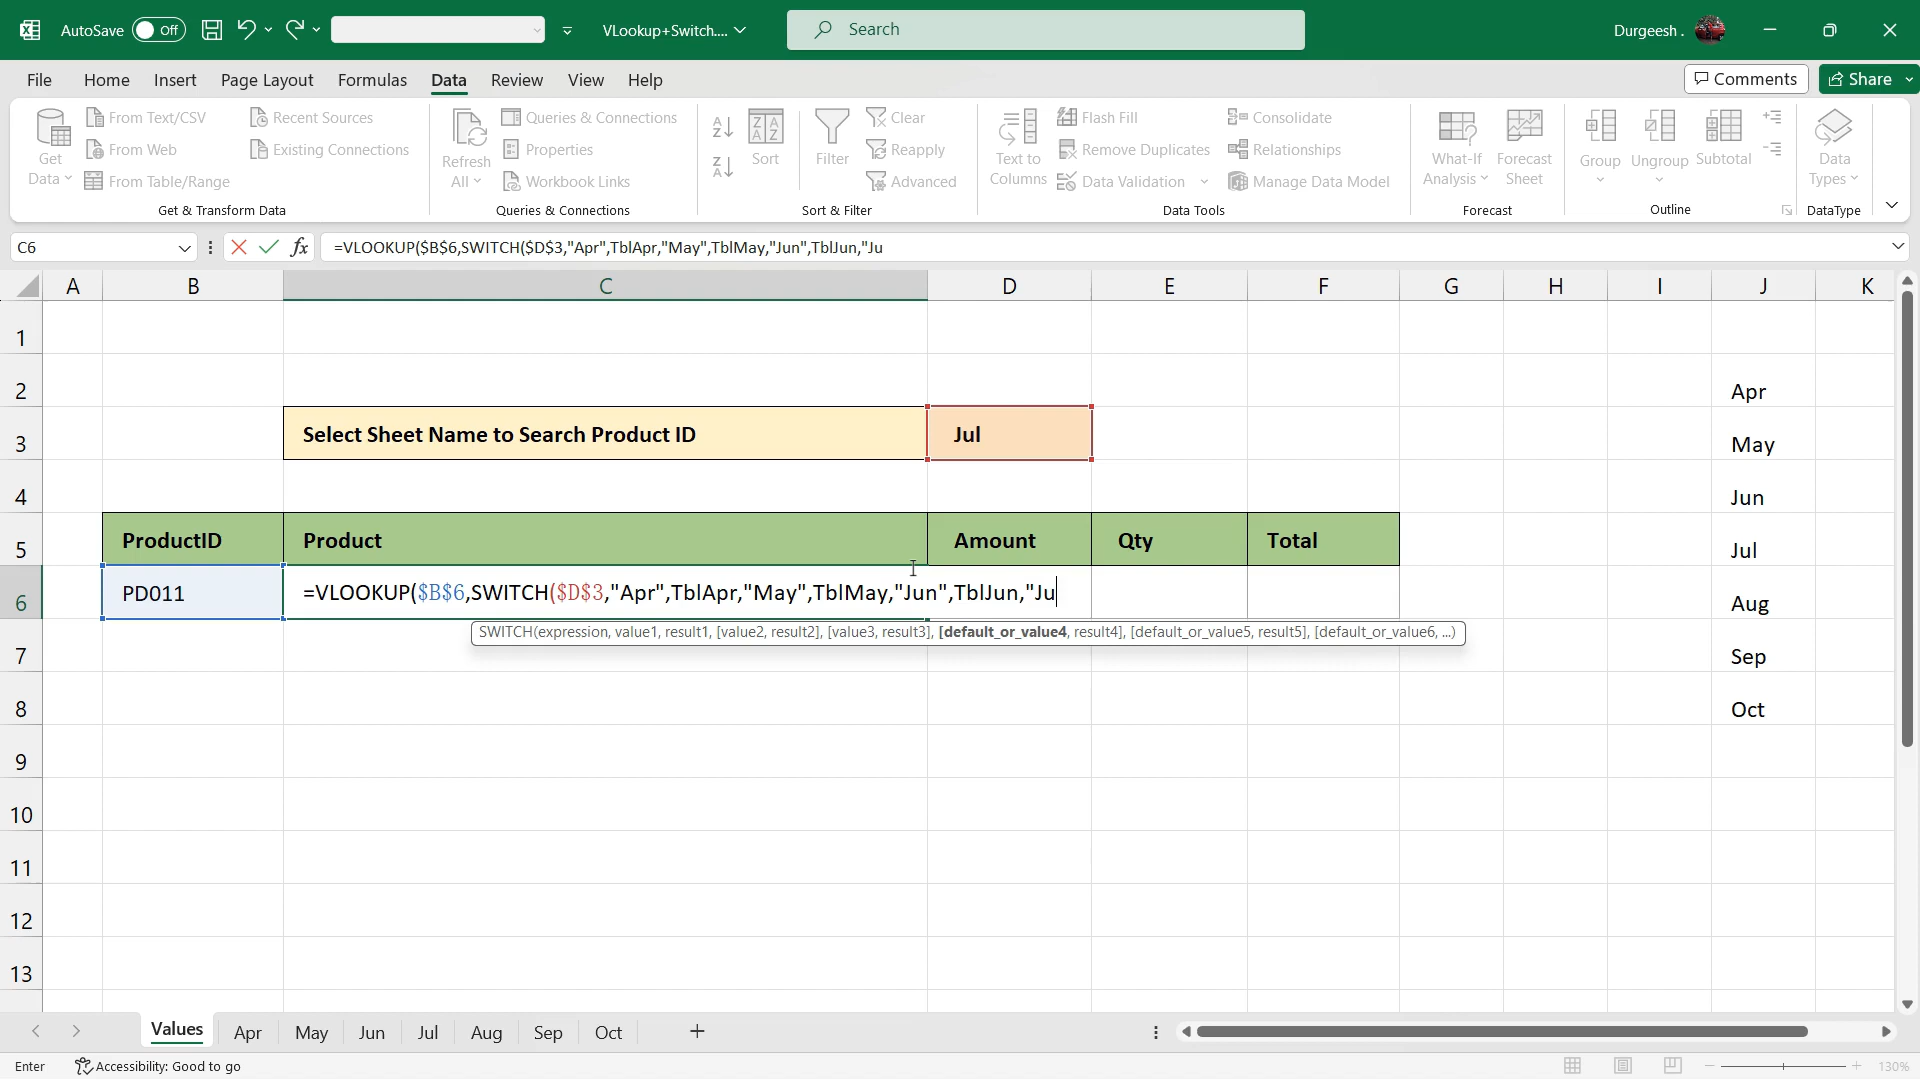 AutoSave Off VLookup+Switch.... Search Durgeesh .
File Home Insert Page Layout Formulas Data Review View Help Comments Share
Get Data From Text/CSV From Web From Table/Range Recent Sources Existing Connections
Get & Transform Data
Refresh All Queries & Connections Properties Workbook Links
Queries & Connections
Sort Filter Clear Reapply Advanced
Sort & Filter
Text to Columns Flash Fill Remove Duplicates Data Validation Consolidate Relationships Manage Data Model
Data Tools
What-If Analysis Forecast Sheet
Forecast
Group Ungroup Subtotal
Outline
Data Types
DataType
C6 fx =VLOOKUP($B$6,SWITCH($D$3,"Apr",TblApr,"May",TblMay,"Jun",TblJun,"Ju
A B C D E F G H I J K
1
2 Apr
3 Select Sheet Name to Search Product ID Jul May
4 Jun
5 ProductID Product Amount Qty Total Jul
6 PD011 =VLOOKUP($B$6,SWITCH($D$3,"Apr",TblApr,"May",TblMay,"Jun",TblJun,"Ju Aug
SWITCH(expression, value1, result1, [value2, result2], [value3, result3], [default_or_value4, result4], [default_or_value5, result5], [default_or_value6, ...)
7 Sep
8 Oct
9
10
11
12
13
Values Apr May Jun Jul Aug Sep Oct
Enter Accessibility: Good to go 130%